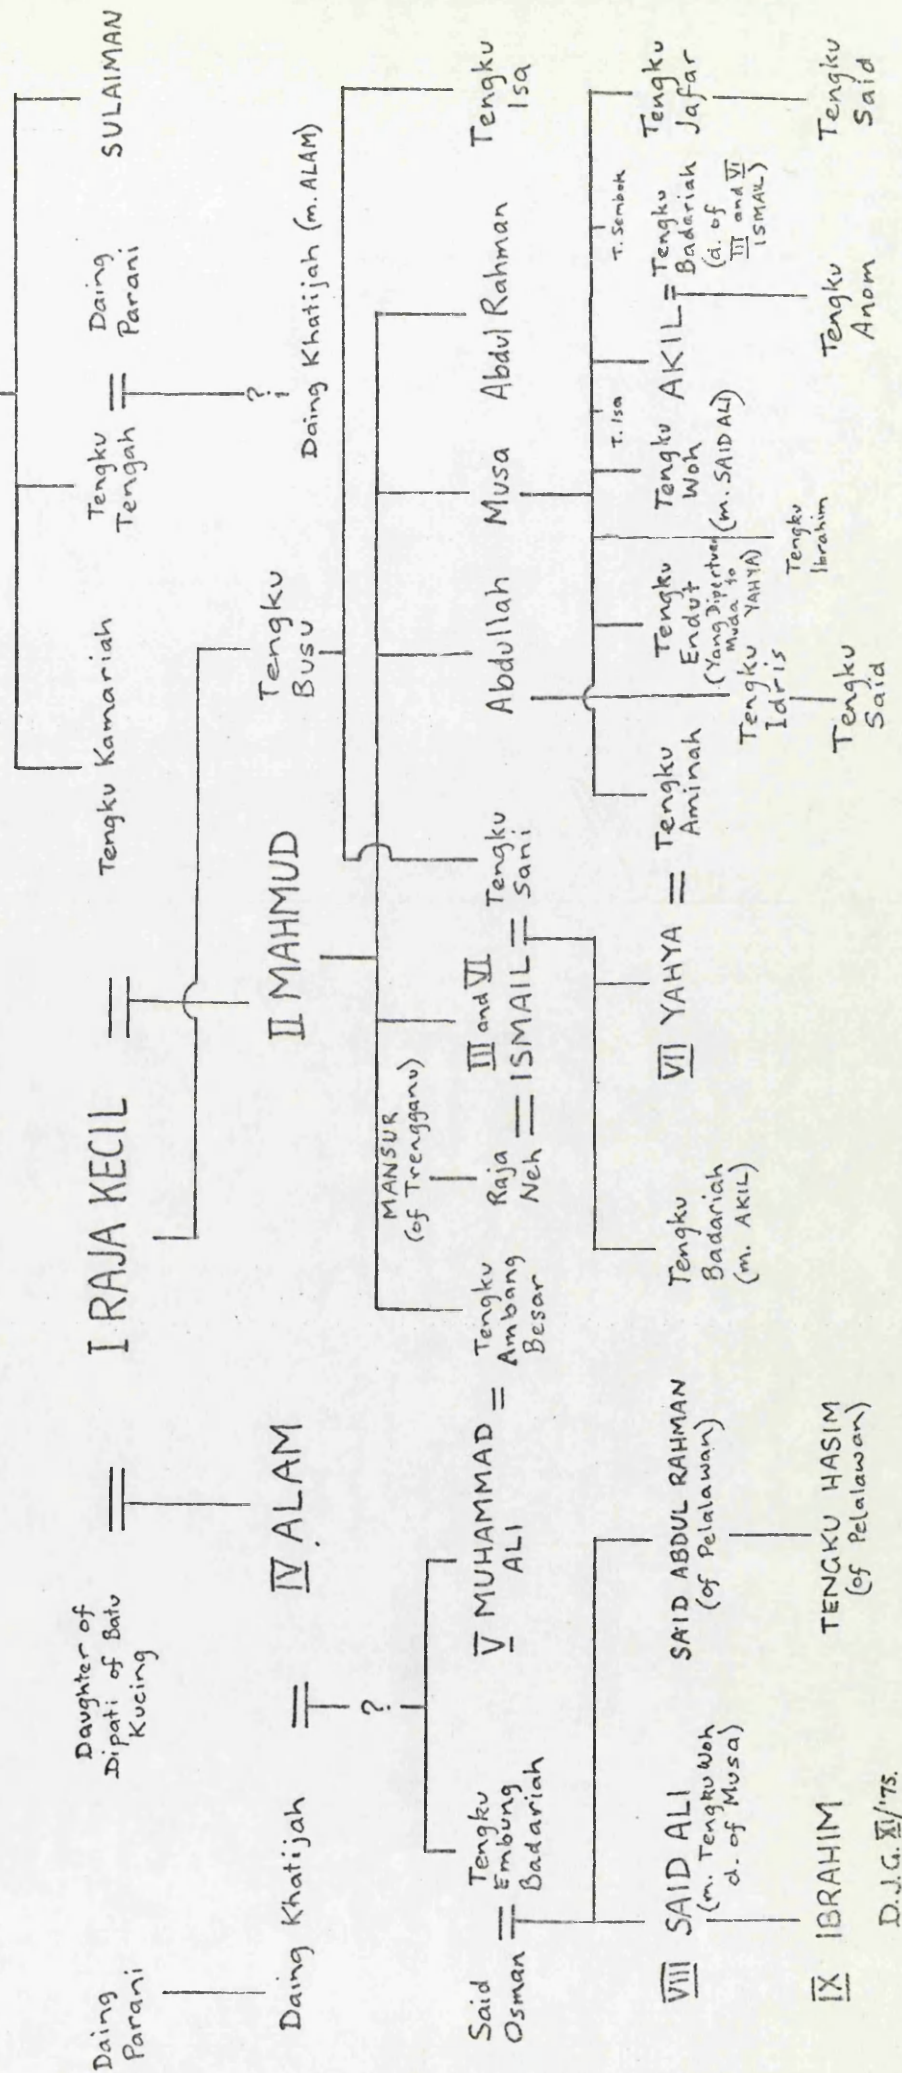 SULAIMAN
Daing
Parani
Tengku
Tengah
Tengku Kamariah
I RAJA KECIL
Daughter of
Dipati of Batu
Kucing
Daing
Parani
?
Daing Khatijah (m. ALAM)
Tengku
Busu
II MAHMUD
IV ALAM
Daing Khatijah
?
Tengku
Isa
Abdul Rahman
Musa
Abdullah
Tengku
Sani
III and VI
ISMAIL
MANSUR
(of Trengganu)
Raja
Neh
Tengku
Ambang
Besar
V MUHAMMAD
ALI
Tengku
Embung
Badariah
Said
Osman
Tengku
Jafar
T. Sembok
Tengku
Badariah
(d. of
III and VI
ISMAIL)
AKIL
T. Isa
Tengku
Woh
(m. SAID ALI)
Tengku
Ibrahim
Tengku
Endut
(Yang Dipertuan
Muda to
YAHYA)
Tengku
Idris
Tengku
Aminah
VII YAHYA
Tengku
Badariah
(m. AKIL)
SAID ABDUL RAHMAN
(of Pelalawan)
VIII SAID ALI
(m. Tengku Woh
d. of Musa)
Tengku
Said
Tengku
Anom
Tengku
Said
TENGKU HASIM
(of Pelalawan)
IX IBRAHIM
D.J.G. XI/'75.